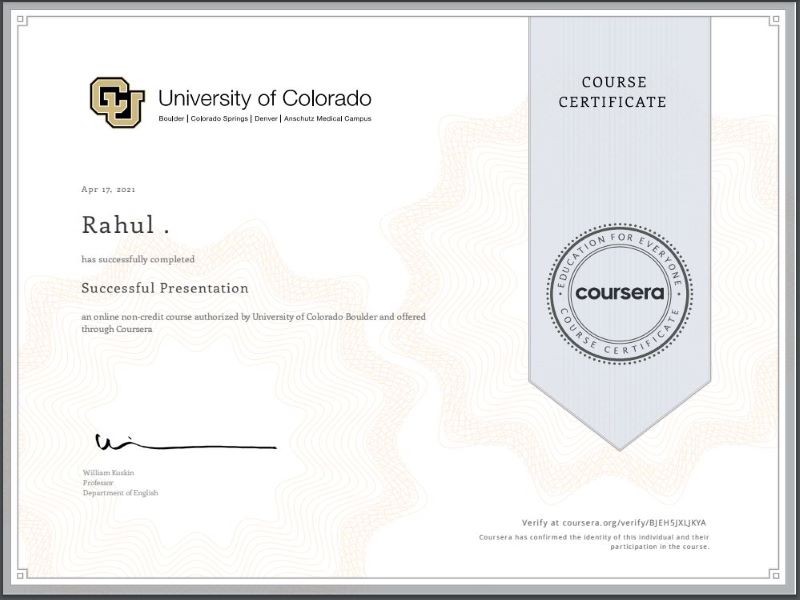 CU
University of Colorado
Boulder | Colorado Springs | Denver | Anschutz Medical Campus
COURSE
CERTIFICATE
Apr 17, 2021
Rahul .
has successfully completed
Successful Presentation
an online non-credit course authorized by University of Colorado Boulder and offered
through Coursera
EDUCATION FOR EVERYONE
coursera
COURSE CERTIFICATE
William Kuskin
Professor
Department of English
Verify at coursera.org/verify/BJEH5JXLJKYA
Coursera has confirmed the identity of this individual and their
participation in the course.